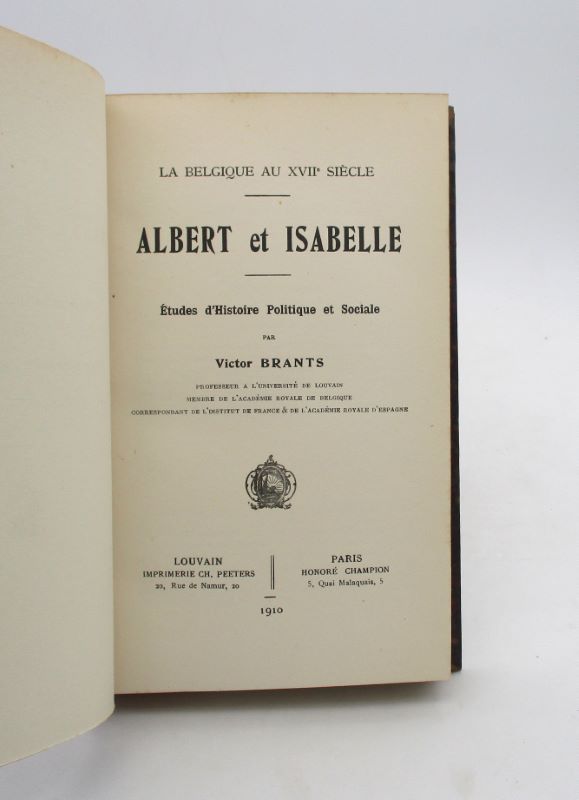 LA BELGIQUE AU XVIIe SIÈCLE
ALBERT et ISABELLE
Études d'Histoire Politique et Sociale
PAR
Victor BRANTS
PROFESSEUR A L'UNIVERSITÉ DE LOUVAIN
MEMBRE DE L'ACADÉMIE ROYALE DE BELGIQUE
CORRESPONDANT DE L'INSTITUT DE FRANCE & DE L'ACADÉMIE ROYALE D'ESPAGNE
LOUVAIN
IMPRIMERIE CH. PEETERS
20, Rue de Namur, 20
PARIS
HONORÉ CHAMPION
5, Quai Malaquais, 5
1910